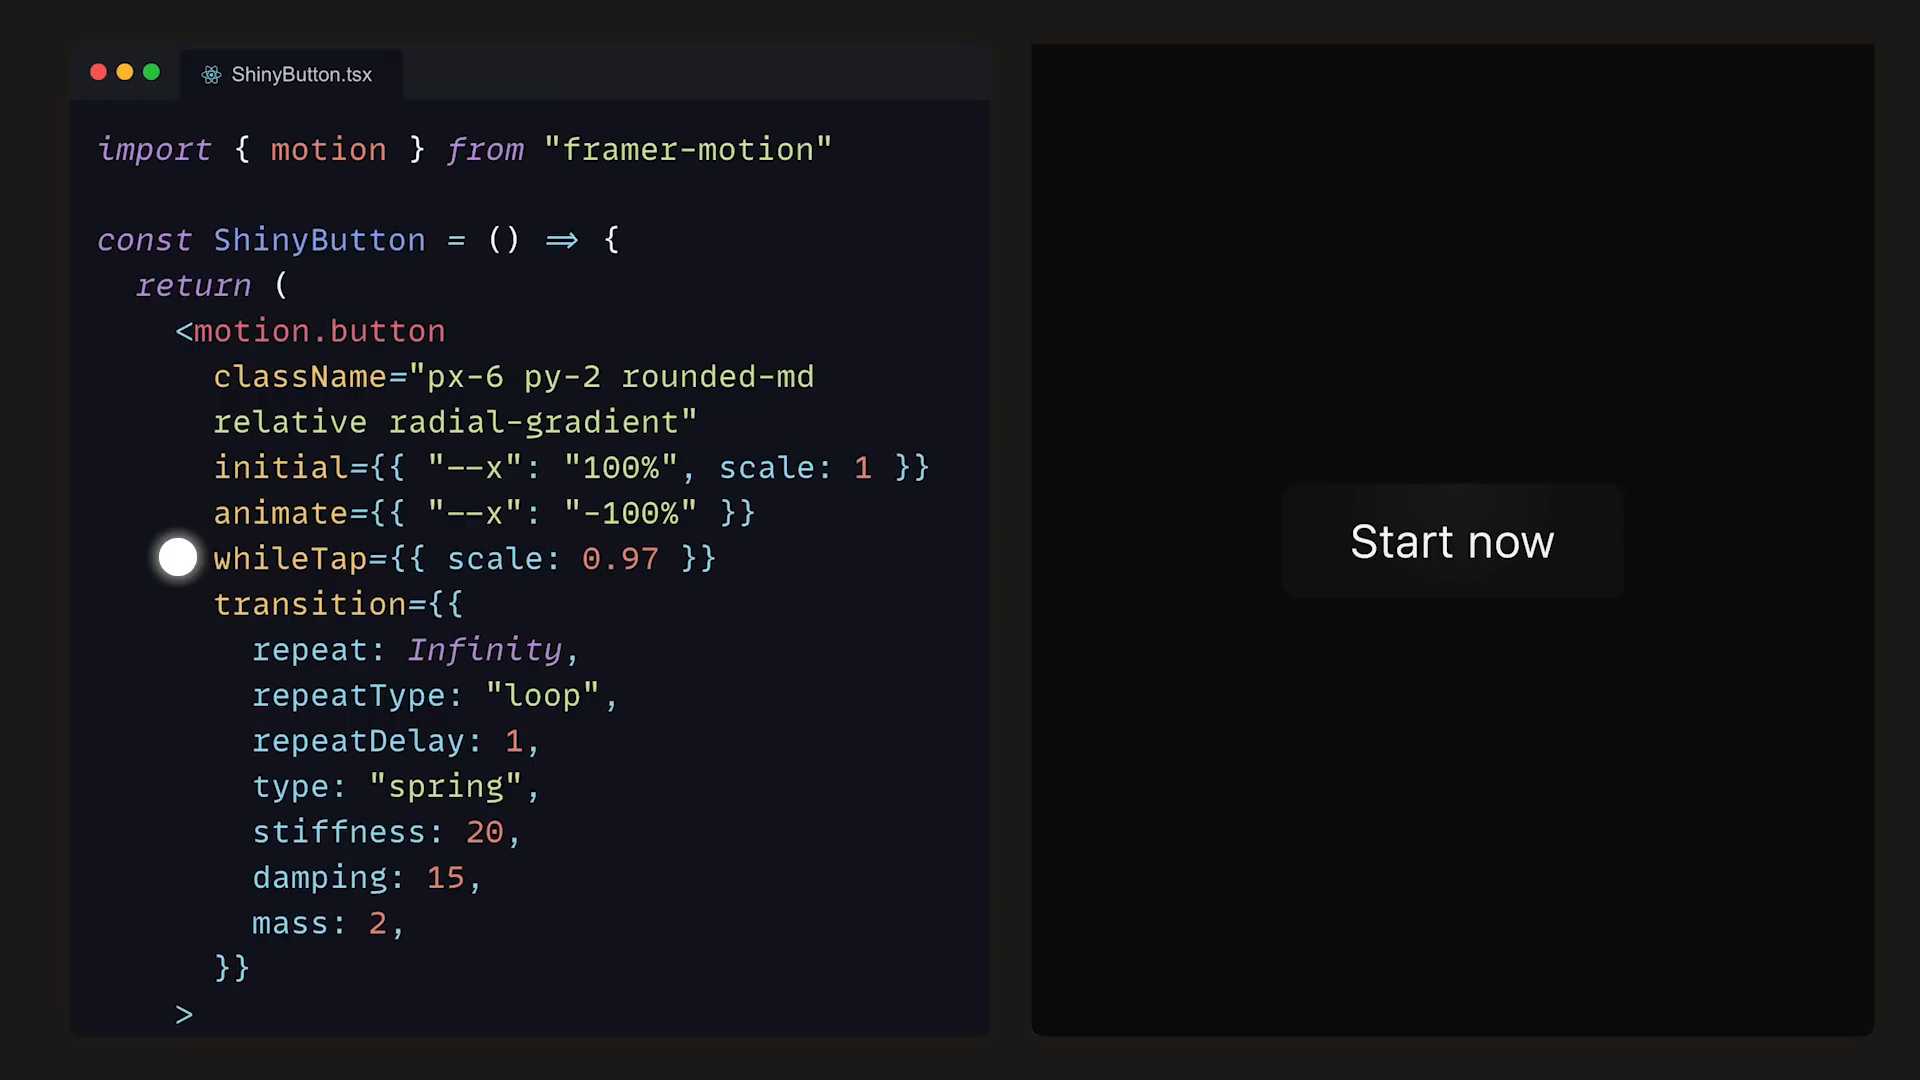 ShinyButton.tsx
import { motion } from "framer-motion"
const ShinyButton = () => {
return (
<motion.button
className="px-6 py-2 rounded-md
relative radial-gradient"
initial={{ "--x": "100%", scale: 1 }}
animate={{ "--x": "-100%" }}
whileTap={{ scale: 0.97 }}
transition={{
repeat: Infinity,
repeatType: "loop",
repeatDelay: 1,
type: "spring",
stiffness: 20,
damping: 15,
mass: 2,
}}
>
Start now